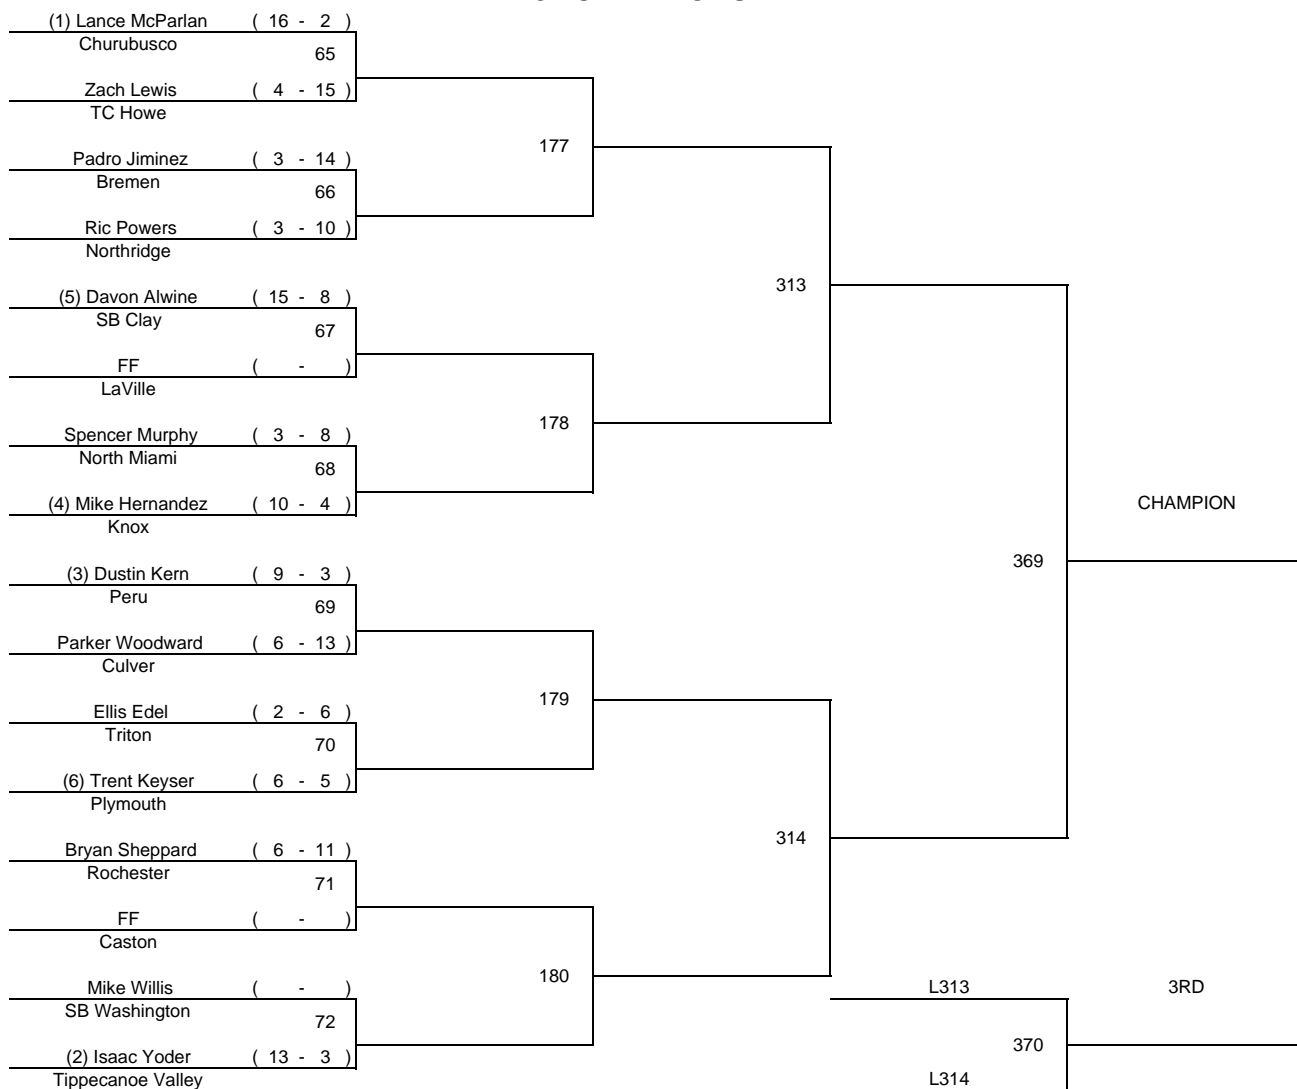 (1) Lance McParlan ( 16 - 2 )
Churubusco
65
Zach Lewis ( 4 - 15 )
TC Howe
177
Padro Jiminez ( 3 - 14 )
Bremen
66
Ric Powers ( 3 - 10 )
Northridge
313
(5) Davon Alwine ( 15 - 8 )
SB Clay
67
FF ( - )
LaVille
178
Spencer Murphy ( 3 - 8 )
North Miami
68
(4) Mike Hernandez ( 10 - 4 )
Knox
CHAMPION
369
(3) Dustin Kern ( 9 - 3 )
Peru
69
Parker Woodward ( 6 - 13 )
Culver
179
Ellis Edel ( 2 - 6 )
Triton
70
(6) Trent Keyser ( 6 - 5 )
Plymouth
314
Bryan Sheppard ( 6 - 11 )
Rochester
71
FF ( - )
Caston
180
Mike Willis ( - )
SB Washington
72
(2) Isaac Yoder ( 13 - 3 )
Tippecanoe Valley
L313
3RD
370
L314